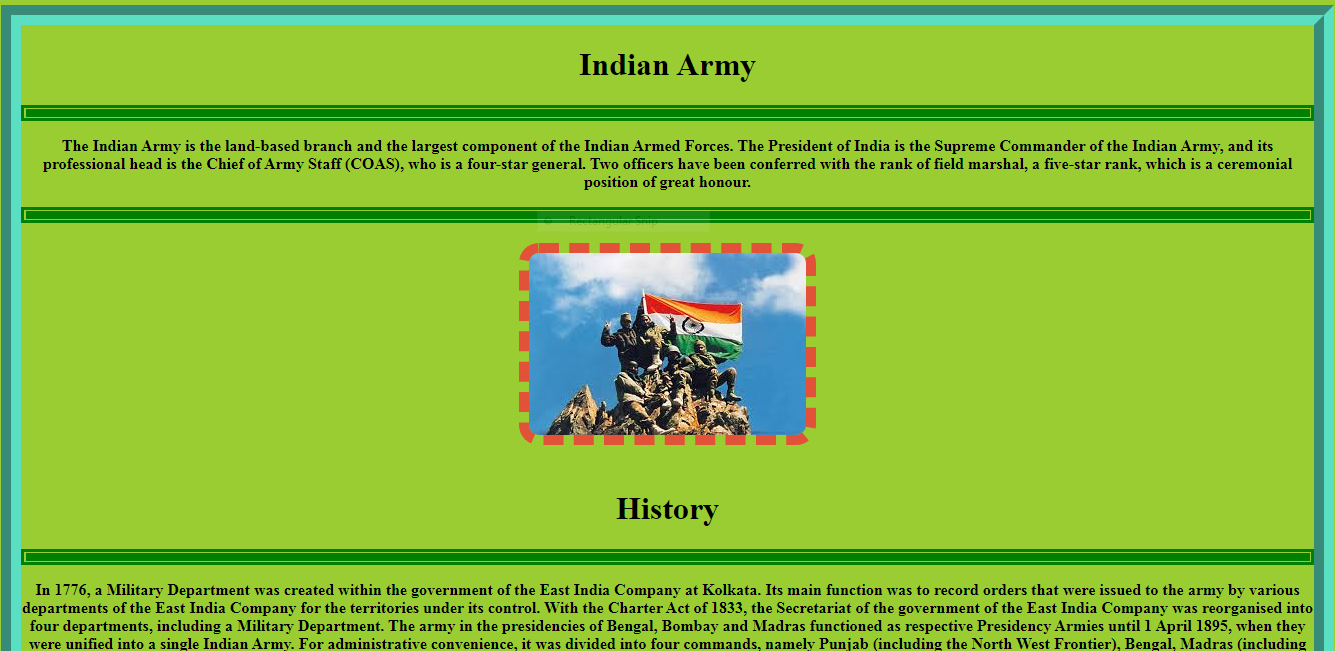 Indian Army
The Indian Army is the land-based branch and the largest component of the Indian Armed Forces. The President of India is the Supreme Commander of the Indian Army, and its
professional head is the Chief of Army Staff (COAS), who is a four-star general. Two officers have been conferred with the rank of field marshal, a five-star rank, which is a ceremonial
position of great honour.
Rectangular Snip
History
In 1776, a Military Department was created within the government of the East India Company at Kolkata. Its main function was to record orders that were issued to the army by various
departments of the East India Company for the territories under its control. With the Charter Act of 1833, the Secretariat of the government of the East India Company was reorganised into
four departments, including a Military Department. The army in the presidencies of Bengal, Bombay and Madras functioned as respective Presidency Armies until 1 April 1895, when they
were unified into a single Indian Army. For administrative convenience, it was divided into four commands, namely Punjab (including the North West Frontier), Bengal, Madras (including